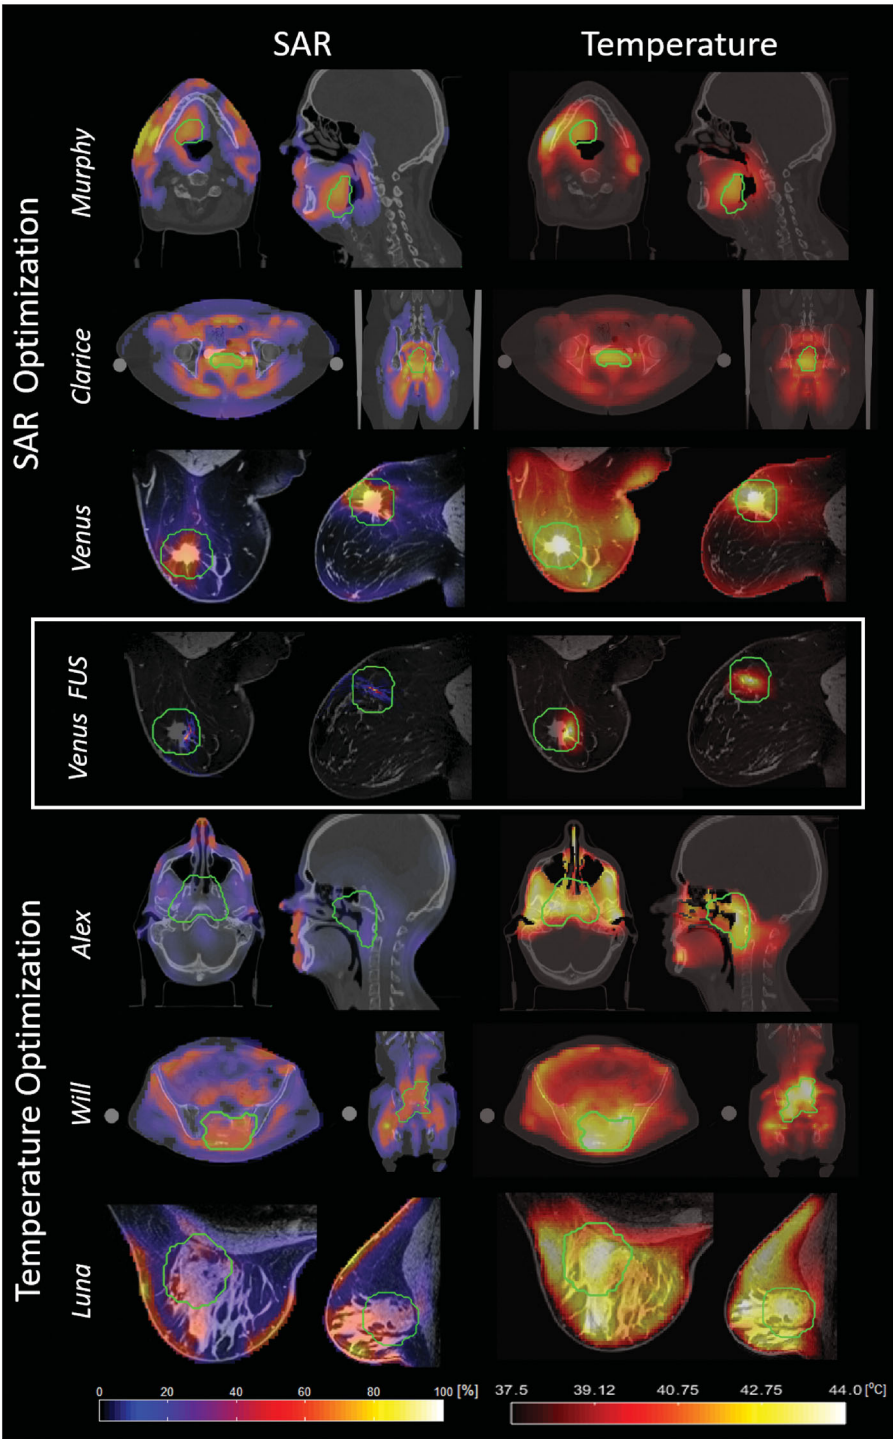 SAR Temperature
SAR Optimization
Murphy
Clarice
Venus
Venus FUS
Temperature Optimization
Alex
Will
Luna
0 20 40 60 80 100 [%]
37.5 39.12 40.75 42.75 44.0 [°C]